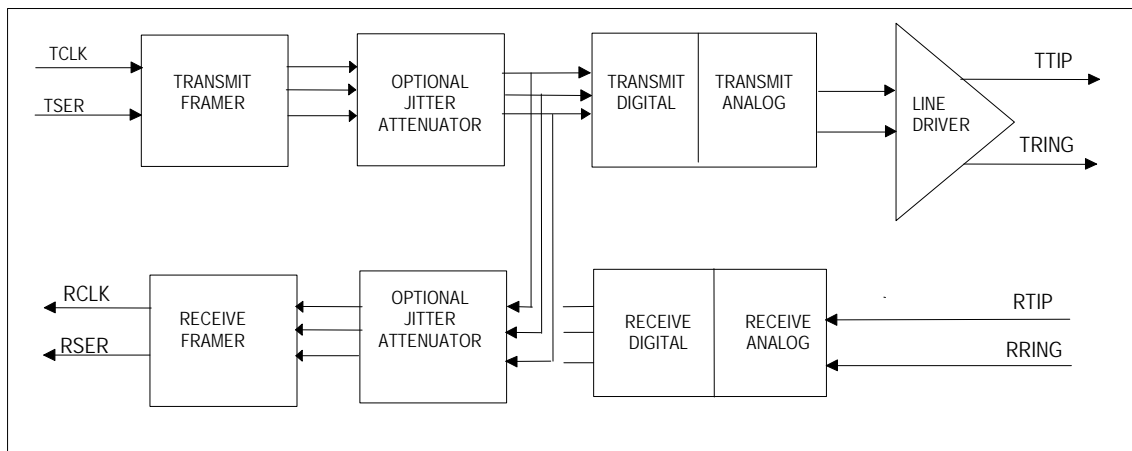 TCLK
TSER
TRANSMIT
FRAMER
OPTIONAL
JITTER
ATTENUATOR
TRANSMIT
DIGITAL
TRANSMIT
ANALOG
LINE
DRIVER
TTIP
TRING
RCLK
RSER
RECEIVE
FRAMER
OPTIONAL
JITTER
ATTENUATOR
RECEIVE
DIGITAL
RECEIVE
ANALOG
RTIP
RRING